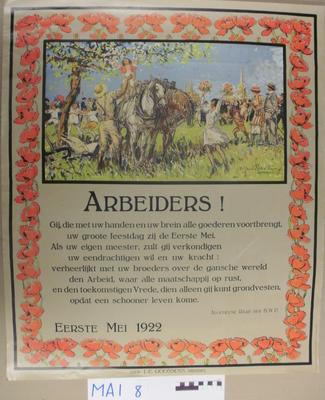 ARBEIDERS !
Gij, die met uw handen en uw brein alle goederen voortbrengt,
uw groote feestdag zij de Eerste Mei.
Als uw eigen meester, zult gij verkondigen
uw eendrachtigen wil en uw kracht :
verheerlijkt met uw broeders over de gansche wereld
den Arbeid, waar alle maatschappij op rust,
en den toekomstigen Vrede, dien alleen gij kunt grondvesten,
opdat een schooner leven kome.
EERSTE MEI 1922
MAI 8